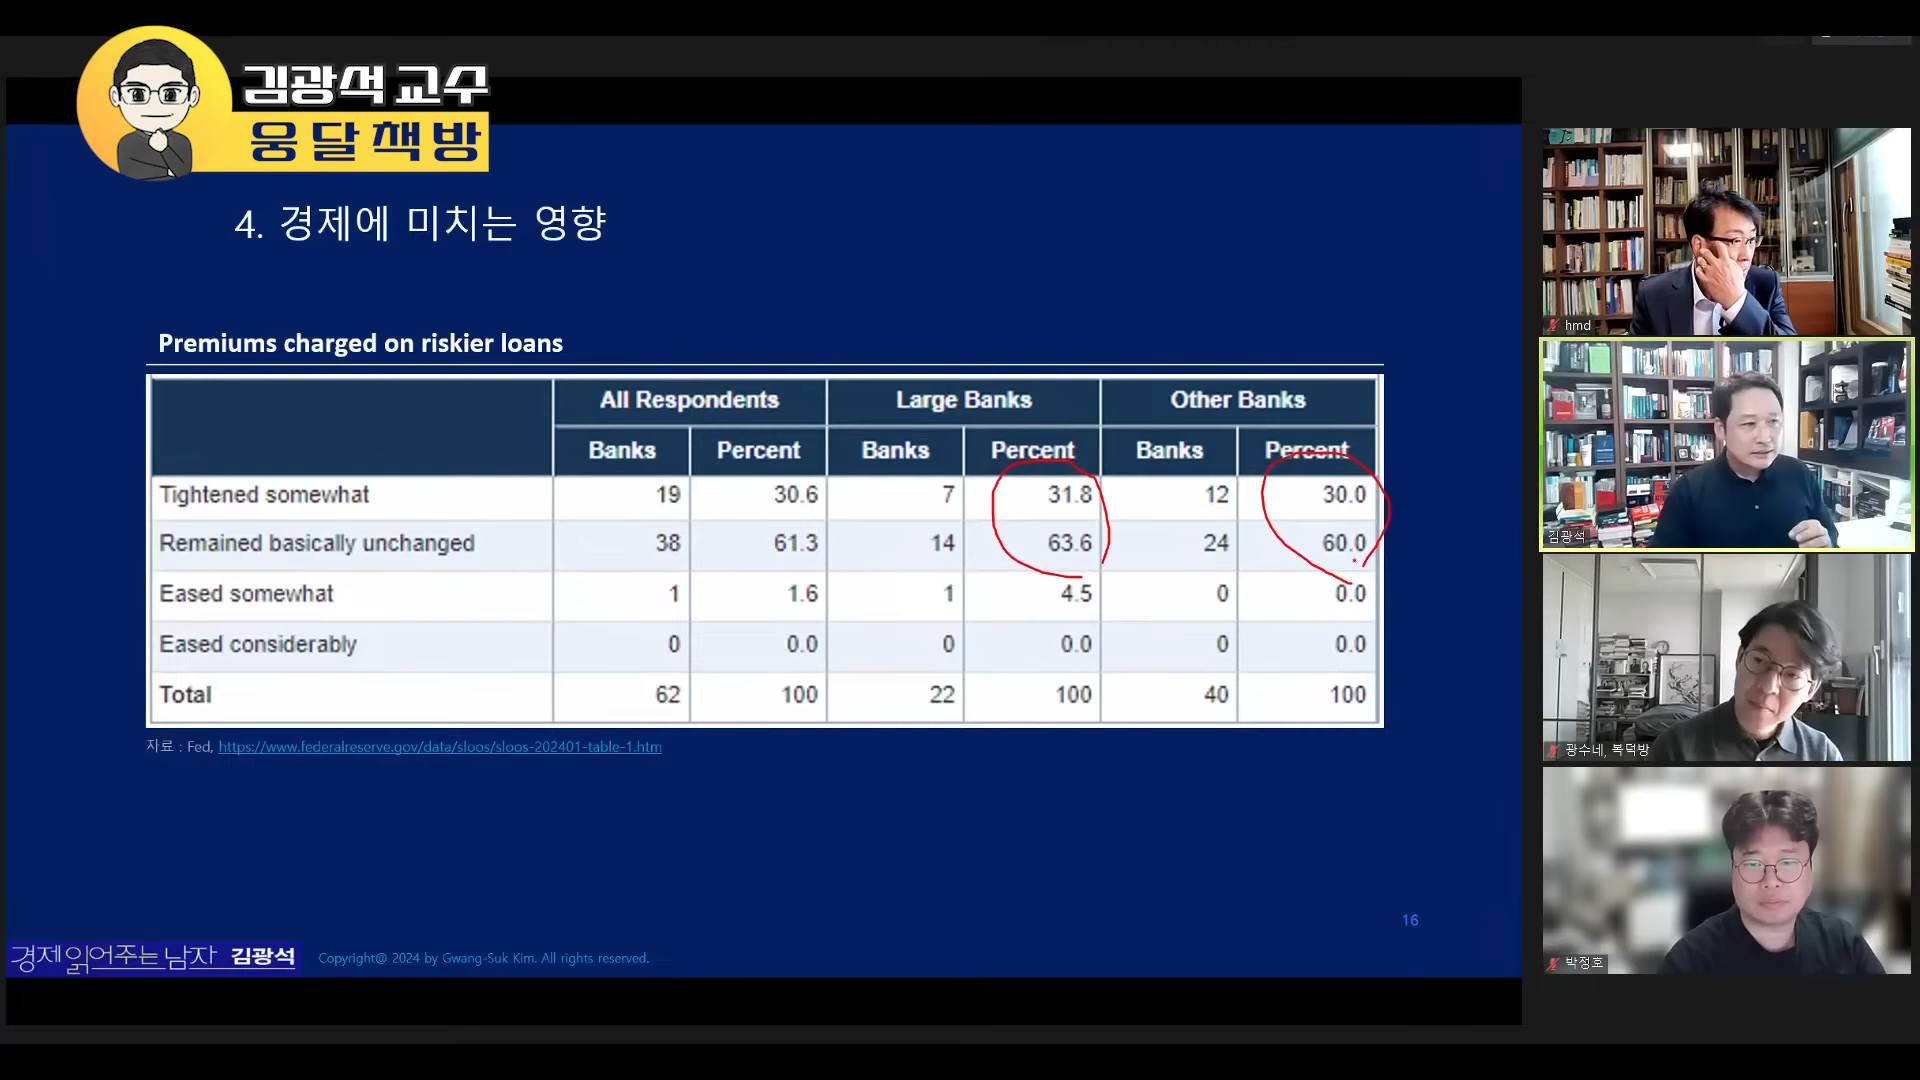 김광석 교수
웅달책방
4. 경제에 미치는 영향
Premiums charged on riskier loans
All Respondents Large Banks Other Banks
Banks Percent Banks Percent Banks Percent
Tightened somewhat 19 30.6 7 31.8 12 30.0
Remained basically unchanged 38 61.3 14 63.6 24 60.0
Eased somewhat 1 1.6 1 4.5 0 0.0
Eased considerably 0 0.0 0 0.0 0 0.0
Total 62 100 22 100 40 100
자료 : Fed, https://www.federalreserve.gov/data/sloos/sloos-202401-table-1.htm
16
경제 읽어주는 남자 김광석
Copyright@ 2024 by Gwang-Suk Kim. All rights reserved.
hmd
김광석
광수네, 복덕방
박정호